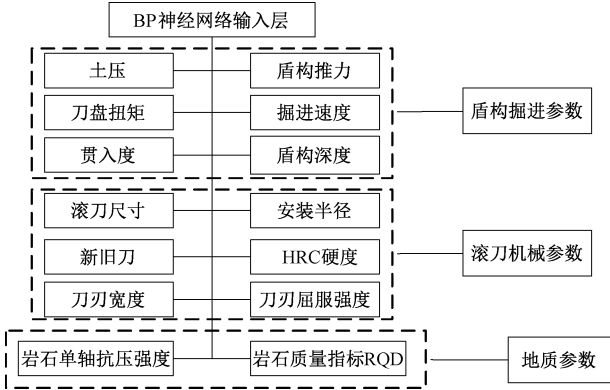 BP神经网络输入层
土压
盾构推力
刀盘扭矩
掘进速度
贯入度
盾构深度
盾构掘进参数
滚刀尺寸
安装半径
新旧刀
HRC硬度
刀刃宽度
刀刃屈服强度
滚刀机械参数
岩石单轴抗压强度
岩石质量指标RQD
地质参数